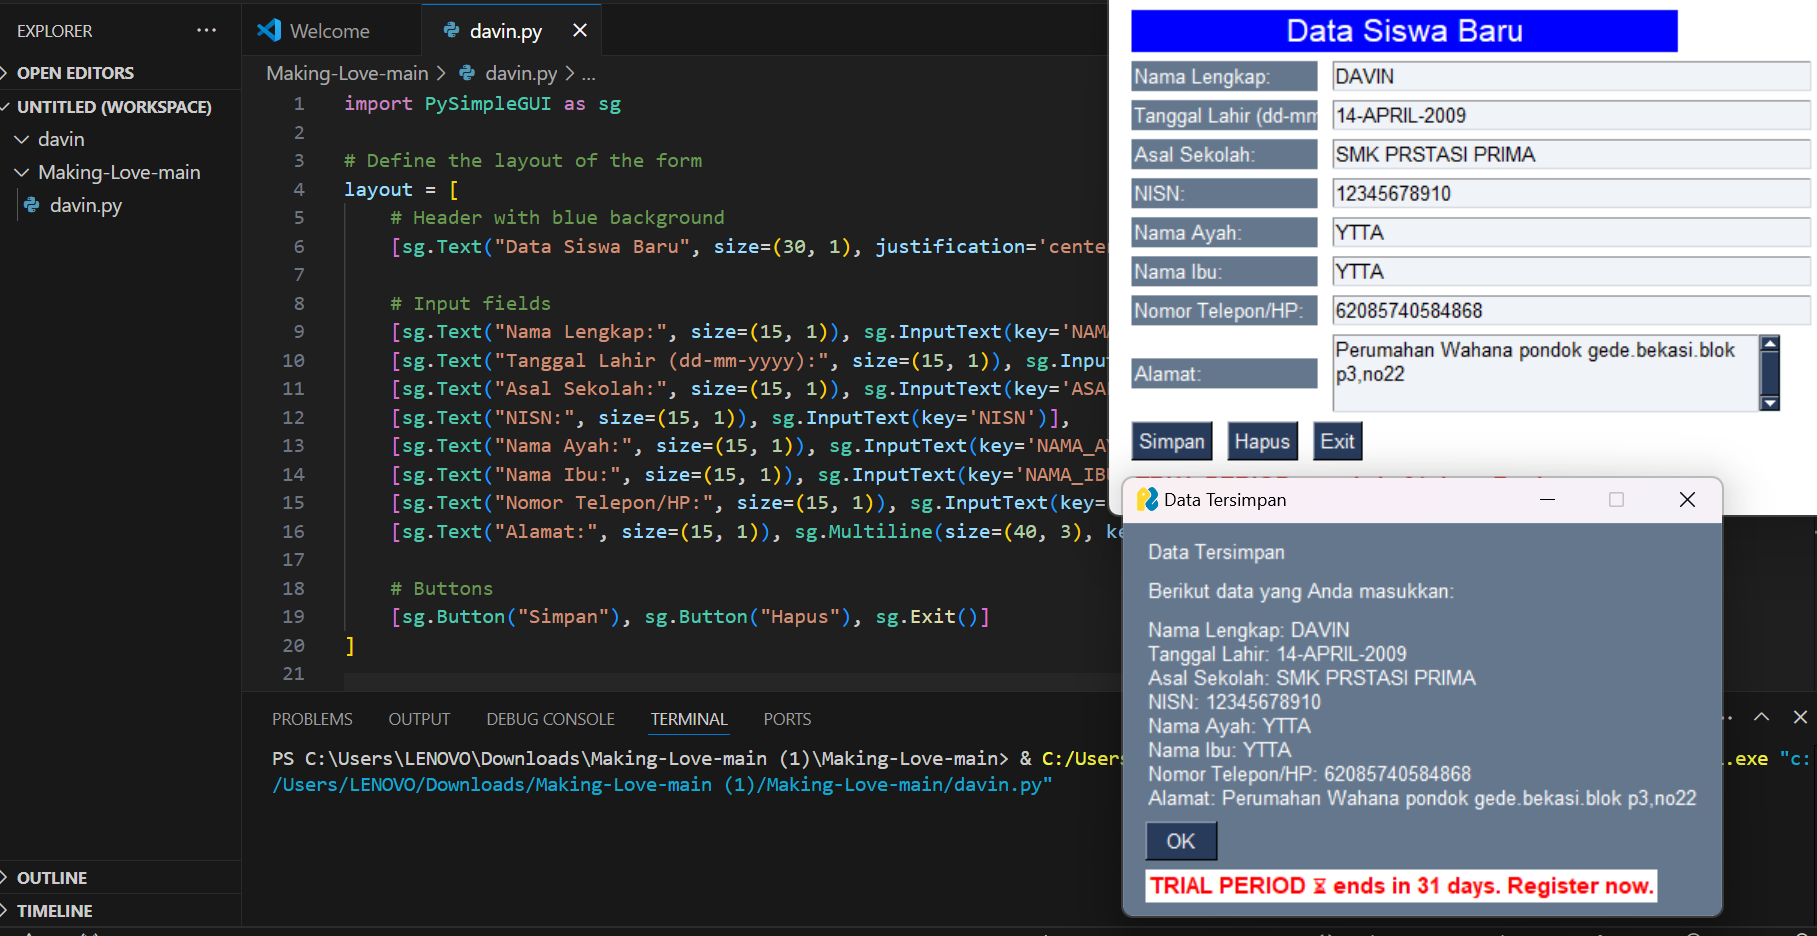 EXPLORER
OPEN EDITORS
UNTITLED (WORKSPACE)
davin
Making-Love-main
davin.py
OUTLINE
TIMELINE
Welcome
davin.py
Making-Love-main > davin.py > ...
1 import PySimpleGUI as sg
2
3 # Define the layout of the form
4 layout = [
5 # Header with blue background
6 [sg.Text("Data Siswa Baru", size=(30, 1), justification='center
7
8 # Input fields
9 [sg.Text("Nama Lengkap:", size=(15, 1)), sg.InputText(key='NAMA
10 [sg.Text("Tanggal Lahir (dd-mm-yyyy):", size=(15, 1)), sg.Inpu
11 [sg.Text("Asal Sekolah:", size=(15, 1)), sg.InputText(key='ASA
12 [sg.Text("NISN:", size=(15, 1)), sg.InputText(key='NISN')],
13 [sg.Text("Nama Ayah:", size=(15, 1)), sg.InputText(key='NAMA_A
14 [sg.Text("Nama Ibu:", size=(15, 1)), sg.InputText(key='NAMA_IB
15 [sg.Text("Nomor Telepon/HP:", size=(15, 1)), sg.InputText(key=
16 [sg.Text("Alamat:", size=(15, 1)), sg.Multiline(size=(40, 3), ke
17
18 # Buttons
19 [sg.Button("Simpan"), sg.Button("Hapus"), sg.Exit()]
20 ]
21
PROBLEMS OUTPUT DEBUG CONSOLE TERMINAL PORTS
PS C:\Users\LENOVO\Downloads\Making-Love-main (1)\Making-Love-main> & C:/Users
.exe "c:
/Users/LENOVO/Downloads/Making-Love-main (1)/Making-Love-main/davin.py"
Data Siswa Baru
Nama Lengkap: DAVIN
Tanggal Lahir (dd-mm 14-APRIL-2009
Asal Sekolah: SMK PRSTASI PRIMA
NISN: 12345678910
Nama Ayah: YTTA
Nama Ibu: YTTA
Nomor Telepon/HP: 62085740584868
Alamat: Perumahan Wahana pondok gede.bekasi.blok
p3,no22
Simpan Hapus Exit
Data Tersimpan
Data Tersimpan
Berikut data yang Anda masukkan:
Nama Lengkap: DAVIN
Tanggal Lahir: 14-APRIL-2009
Asal Sekolah: SMK PRSTASI PRIMA
NISN: 12345678910
Nama Ayah: YTTA
Nama Ibu: YTTA
Nomor Telepon/HP: 62085740584868
Alamat: Perumahan Wahana pondok gede.bekasi.blok p3,no22
OK
TRIAL PERIOD ⌛ ends in 31 days. Register now.